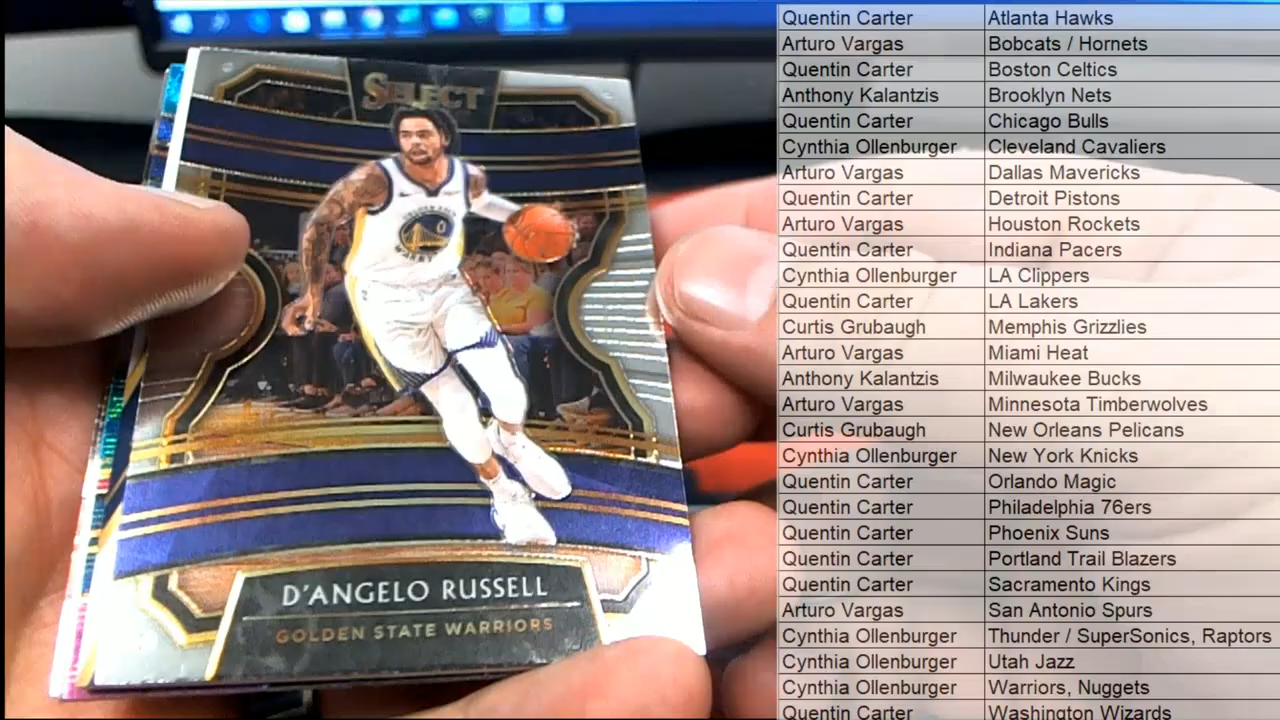 SELECT
0
D'ANGELO RUSSELL
GOLDEN STATE WARRIORS
Quentin Carter Atlanta Hawks
Arturo Vargas Bobcats / Hornets
Quentin Carter Boston Celtics
Anthony Kalantzis Brooklyn Nets
Quentin Carter Chicago Bulls
Cynthia Ollenburger Cleveland Cavaliers
Arturo Vargas Dallas Mavericks
Quentin Carter Detroit Pistons
Arturo Vargas Houston Rockets
Quentin Carter Indiana Pacers
Cynthia Ollenburger LA Clippers
Quentin Carter LA Lakers
Curtis Grubaugh Memphis Grizzlies
Arturo Vargas Miami Heat
Anthony Kalantzis Milwaukee Bucks
Arturo Vargas Minnesota Timberwolves
Curtis Grubaugh New Orleans Pelicans
Cynthia Ollenburger New York Knicks
Quentin Carter Orlando Magic
Quentin Carter Philadelphia 76ers
Quentin Carter Phoenix Suns
Quentin Carter Portland Trail Blazers
Quentin Carter Sacramento Kings
Arturo Vargas San Antonio Spurs
Cynthia Ollenburger Thunder / SuperSonics, Raptors
Cynthia Ollenburger Utah Jazz
Cynthia Ollenburger Warriors, Nuggets
Quentin Carter Washington Wizards